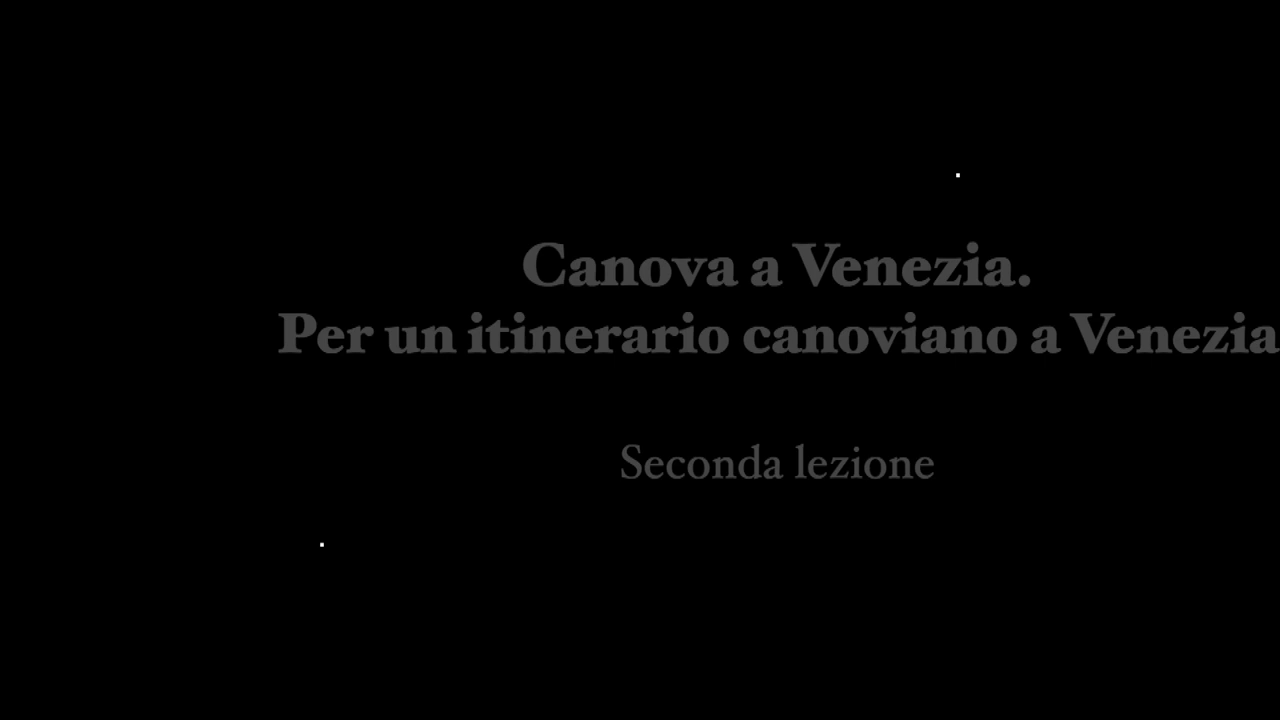 Canova a Venezia.
Per un itinerario canoviano a Venezia
Seconda lezione